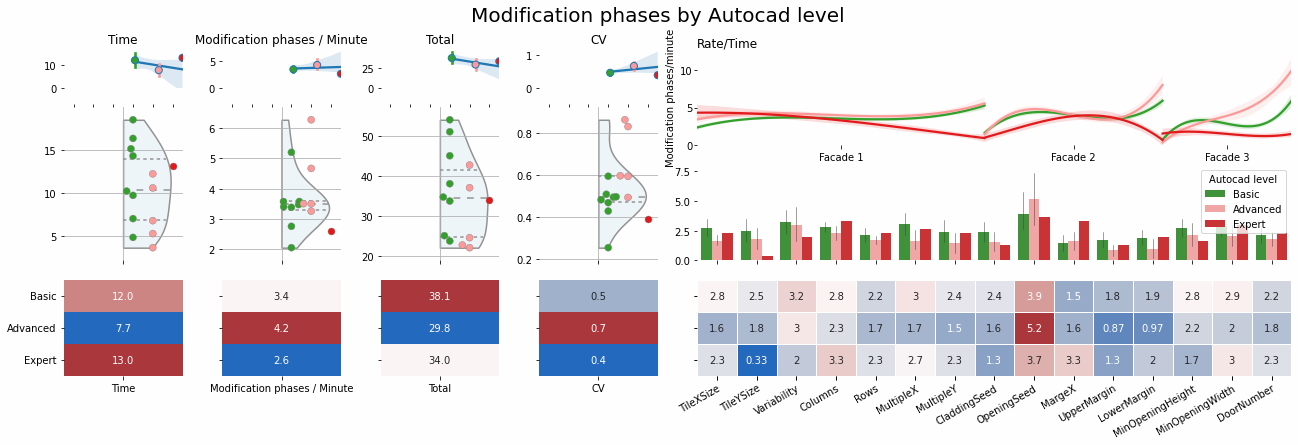 Modification phases by Autocad level
Time
Modification phases / Minute
Total
CV
Rate/Time
10
0
5
0
25
0
1
0
Modification phases/minute
10
5
0
Facade 1
Facade 2
Facade 3
15
10
5
6
5
4
3
2
50
40
30
20
0.8
0.6
0.4
0.2
7.5
5.0
2.5
0.0
Autocad level
Basic
Advanced
Expert
Basic 12.0 3.4 38.1 0.5 2.8 2.5 3.2 2.8 2.2 3 2.4 2.4 3.9 1.5 1.8 1.9 2.8 2.9 2.2
Advanced 7.7 4.2 29.8 0.7 1.6 1.8 3 2.3 1.7 1.7 1.5 1.6 5.2 1.6 0.87 0.97 2.2 2 1.8
Expert 13.0 2.6 34.0 0.4 2.3 0.33 2 3.3 2.3 2.7 2.3 1.3 3.7 3.3 1.3 2 1.7 3 2.3
Time
Modification phases / Minute
Total
CV
TileXSize
TileYSize
Variability
Columns
Rows
MultipleX
MultipleY
CladdingSeed
OpeningSeed
MargeX
UpperMargin
LowerMargin
MinOpeningHeight
MinOpeningWidth
DoorNumber